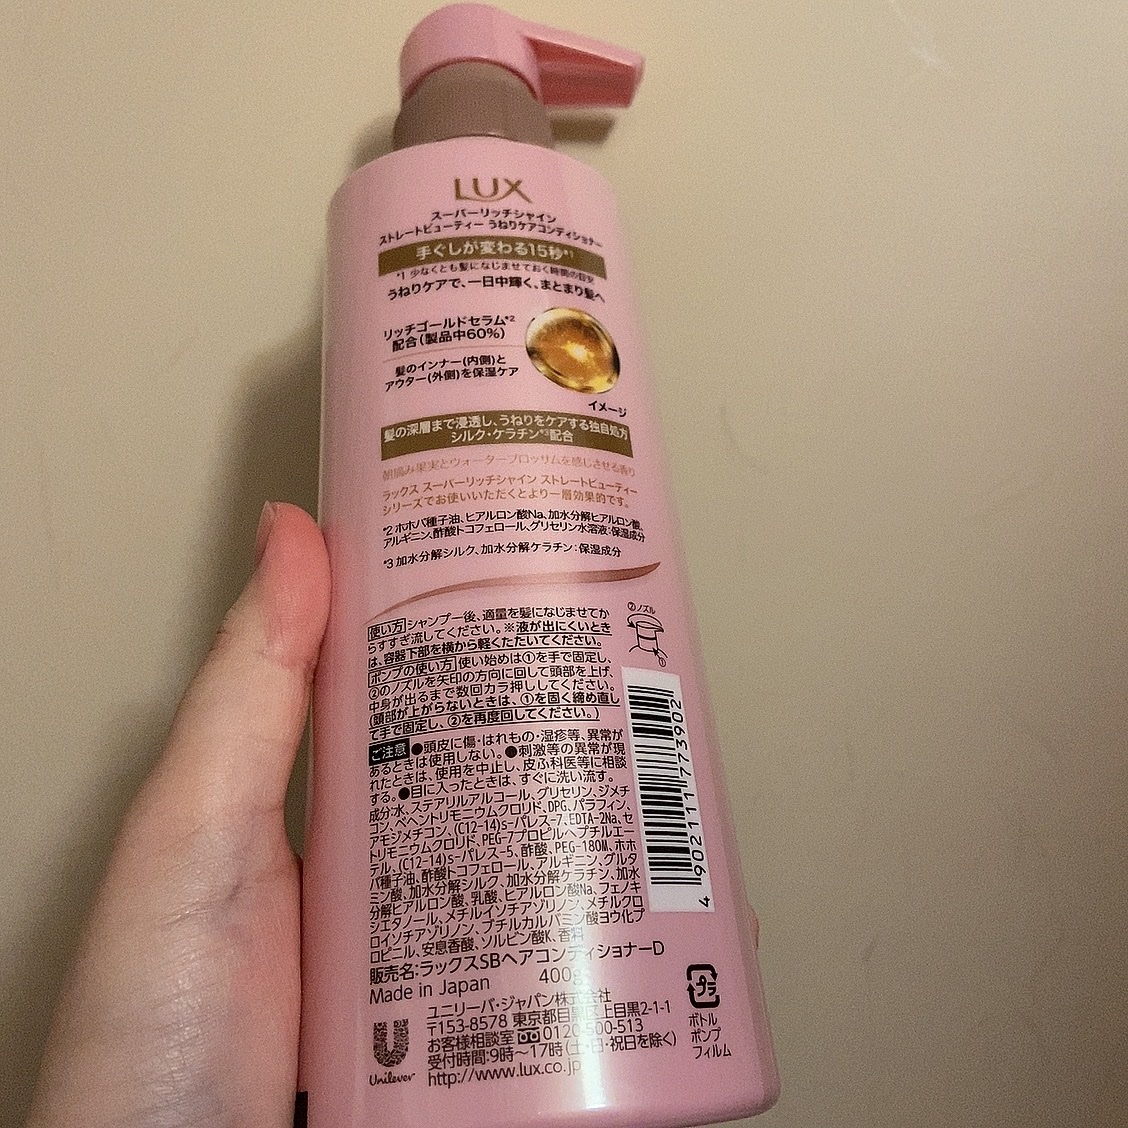 LUX
スーパーリッチシャイン
ストレートビューティー うねりケアコンディショナー
手ぐしが変わる15秒*1
*1 少なくとも髪になじませておく時間の目安
うねりケアで、一日中輝く、まとまり髪へ
リッチゴールドセラム*2
配合(製品中60%)
髪のインナー(内側)と
アウター(外側)を保湿ケア
イメージ
髪の深層まで浸透し、うねりをケアする独自処方
シルク・ケラチン*3配合
朝摘み果実とウォーターブロッサムを感じさせる香り
ラックス スーパーリッチシャイン ストレートビューティー
シリーズでお使いいただくとより一層効果的です。
*2 ホホバ種子油、ヒアルロン酸Na、加水分解ヒアルロン酸、
アルギニン、酢酸トコフェロール、グリセリン水溶液:保湿成分
*3 加水分解シルク、加水分解ケラチン:保湿成分
使い方 シャンプー後、適量を髪になじませてか
らすすぎ流してください。※液が出にくいとき
は、容器下部を横から軽くたたいてください。
ポンプの使い方 使い始めは①を手で固定し、
②のノズルを矢印の方向に回して頭部を上げ、
中身が出るまで数回カラ押ししてください。
(頭部が上がらないときは、①を固く締め直し
て手で固定し、②を再度回してください。)
②ノズル
①
ご注意 ●頭皮に傷・はれもの・湿疹等、異常が
あるときは使用しない。●刺激等の異常が現
れたときは、使用を中止し、皮ふ科医等に相談
する。●目に入ったときは、すぐに洗い流す。
成分:水、ステアリルアルコール、グリセリン、ジメチ
コン、ベヘントリモニウムクロリド、DPG、パラフィン、
アモジメチコン、(C12-14)s-パレス-7、EDTA-2Na、セ
トリモニウムクロリド、PEG-7プロピルヘプチルエー
テル、(C12-14)s-パレス-5、酢酸、PEG-180M、ホホ
バ種子油、酢酸トコフェロール、アルギニン、グルタ
ミン酸、加水分解シルク、加水分解ケラチン、加水
分解ヒアルロン酸、乳酸、ヒアルロン酸Na、フェノキ
シエタノール、メチルイソチアゾリノン、メチルクロ
ロイソチアゾリノン、ブチルカルバミン酸ヨウ化プ
ロピニル、安息香酸、ソルビン酸K、香料
4 902111 773902
販売名:ラックスSBヘアコンディショナーD
Made in Japan 400g
ユニリーバ・ジャパン株式会社
〒153-8578 東京都目黒区上目黒2-1-1
お客様相談室 0120-500-513
受付時間:9時〜17時(土・日・祝日を除く)
http://www.lux.co.jp
Unilever
プラ
ボトル
ポンプ
フィルム